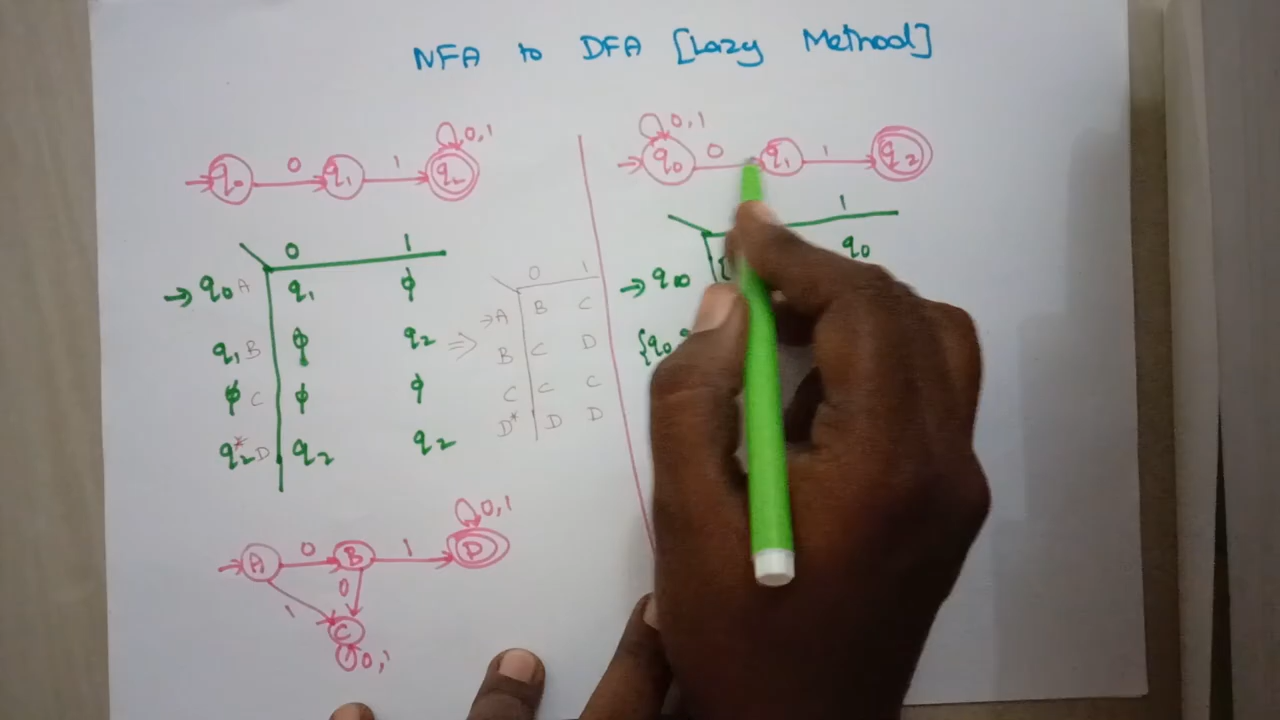 NFA to DFA [Lazy Method]
0,1
q0 0 q1 1 q2
0 1
q0 A q1 φ
q1 B φ q2
φ C φ φ
q2* D q2 q2
⇒
0 1
→A B C
B C D
C C C
D* D D
0,1
A 0 B 1 D
1 0
C
0,1
0,1
q0 0 q1 1 q2
1
→ q0 { q0
{q0